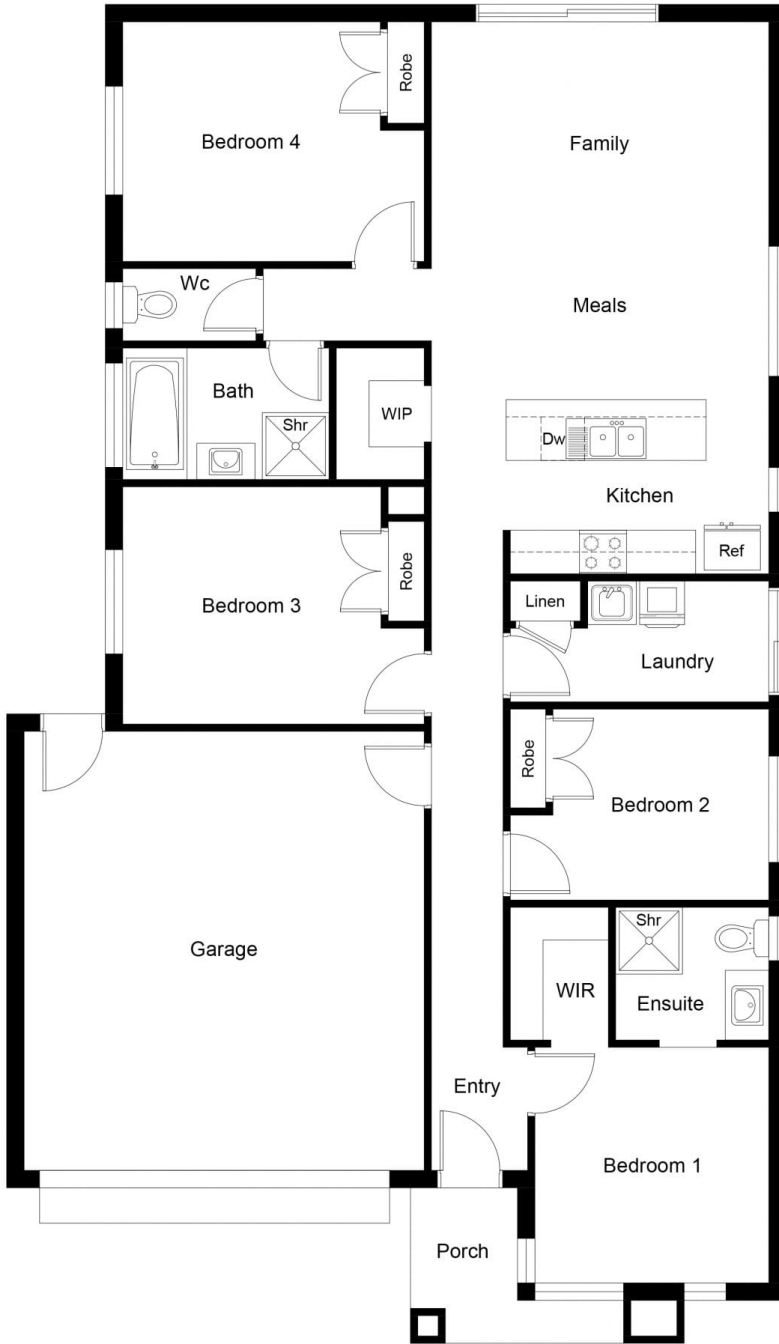 Robe
Bedroom 4
Family
Wc
Meals
Bath
Shr
WIP
Dw
Kitchen
Ref
Robe
Bedroom 3
Linen
Laundry
Robe
Bedroom 2
Garage
Shr
WIR
Ensuite
Entry
Bedroom 1
Porch